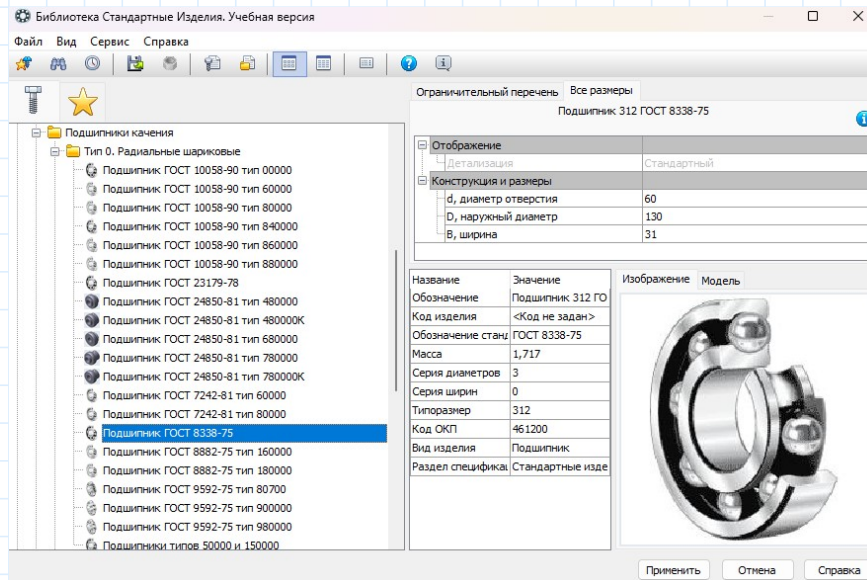 Библиотека Стандартные Изделия. Учебная версия
Файл Вид Сервис Справка
Подшипники качения
Тип 0. Радиальные шариковые
Подшипник ГОСТ 10058-90 тип 00000
Подшипник ГОСТ 10058-90 тип 60000
Подшипник ГОСТ 10058-90 тип 80000
Подшипник ГОСТ 10058-90 тип 840000
Подшипник ГОСТ 10058-90 тип 860000
Подшипник ГОСТ 10058-90 тип 880000
Подшипник ГОСТ 23179-78
Подшипник ГОСТ 24850-81 тип 480000
Подшипник ГОСТ 24850-81 тип 480000К
Подшипник ГОСТ 24850-81 тип 680000
Подшипник ГОСТ 24850-81 тип 780000
Подшипник ГОСТ 24850-81 тип 780000К
Подшипник ГОСТ 7242-81 тип 60000
Подшипник ГОСТ 7242-81 тип 80000
Подшипник ГОСТ 8338-75
Подшипник ГОСТ 8882-75 тип 160000
Подшипник ГОСТ 8882-75 тип 180000
Подшипник ГОСТ 9592-75 тип 80700
Подшипник ГОСТ 9592-75 тип 900000
Подшипник ГОСТ 9592-75 тип 980000
Подшипники типов 50000 и 150000
Ограничительный перечень Все размеры
Подшипник 312 ГОСТ 8338-75
Отображение
Детализация Стандартный
Конструкция и размеры
d, диаметр отверстия 60
D, наружный диаметр 130
B, ширина 31
Название Значение
Обозначение Подшипник 312 ГО
Код изделия <Код не задан>
Обозначение станд ГОСТ 8338-75
Масса 1,717
Серия диаметров 3
Серия ширин 0
Типоразмер 312
Код ОКП 461200
Вид изделия Подшипник
Раздел спецификац Стандартные изде
Изображение Модель
Применить Отмена Справка